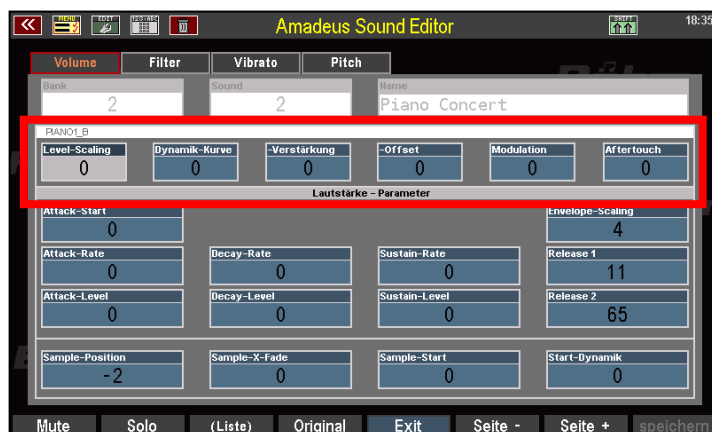 MENU EDIT 123-ABC Amadeus Sound Editor SHIFT 18:35
Volume Filter Vibrato Pitch
Bank Sound Name
2 2 Piano Concert
PIANO1_B
Level-Scaling Dynamik-Kurve -Verstärkung -Offset Modulation Aftertouch
0 0 0 0 0 0
Lautstärke - Parameter
Attack-Start Envelope-Scaling
0 4
Attack-Rate Decay-Rate Sustain-Rate Release 1
0 0 0 11
Attack-Level Decay-Level Sustain-Level Release 2
0 0 0 65
Sample-Position Sample-X-Fade Sample-Start Start-Dynamik
-2 0 0 0
Mute Solo (Liste) Original Exit Seite - Seite + speichern